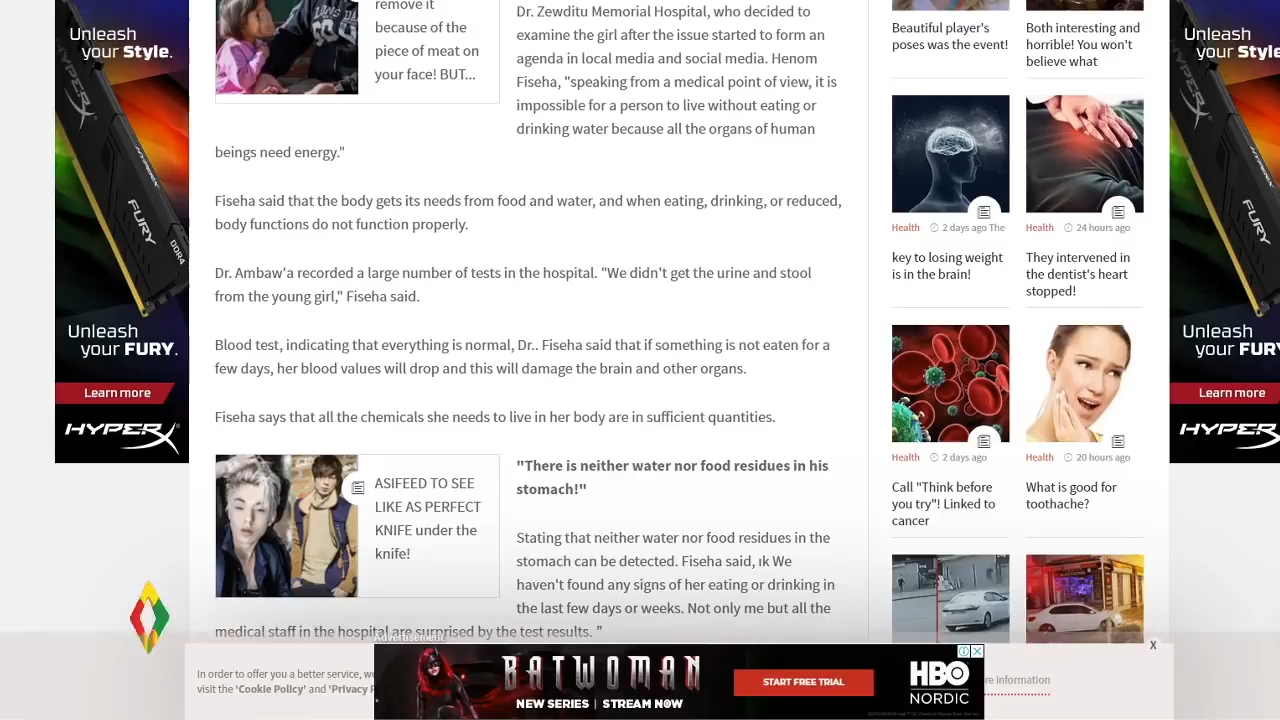 Unleash
your Style.
FURY
DDR4
HYPERX
Unleash
your FURY.
Learn more
HYPERX
remove it
because of the
piece of meat on
your face! BUT...
Dr. Zewditu Memorial Hospital, who decided to
examine the girl after the issue started to form an
agenda in local media and social media. Henom
Fiseha, "speaking from a medical point of view, it is
impossible for a person to live without eating or
drinking water because all the organs of human
beings need energy."
Fiseha said that the body gets its needs from food and water, and when eating, drinking, or reduced,
body functions do not function properly.
Dr. Ambaw'a recorded a large number of tests in the hospital. "We didn't get the urine and stool
from the young girl," Fiseha said.
Blood test, indicating that everything is normal, Dr.. Fiseha said that if something is not eaten for a
few days, her blood values will drop and this will damage the brain and other organs.
Fiseha says that all the chemicals she needs to live in her body are in sufficient quantities.
ASIFEED TO SEE
LIKE AS PERFECT
KNIFE under the
knife!
"There is neither water nor food residues in his
stomach!"
Stating that neither water nor food residues in the
stomach can be detected. Fiseha said, ık We
haven't found any signs of her eating or drinking in
the last few days or weeks. Not only me but all the
medical staff in the hospital are surprised by the test results. ”
Beautiful player's
poses was the event!
Both interesting and
horrible! You won't
believe what
Health 2 days ago The
key to losing weight
is in the brain!
Health 24 hours ago
They intervened in
the dentist's heart
stopped!
Health 2 days ago
Call "Think before
you try"! Linked to
cancer
Health 20 hours ago
What is good for
toothache?
Unleash
your Style
FURY
HYPERX
Unleash
your FURY
Learn more
HYPERX
Advertisement
X
In order to offer you a better service, we
visit the 'Cookie Policy' and 'Privacy P
BATWOMAN
NEW SERIES | STREAM NOW
START FREE TRIAL
HBO
NORDIC
re information